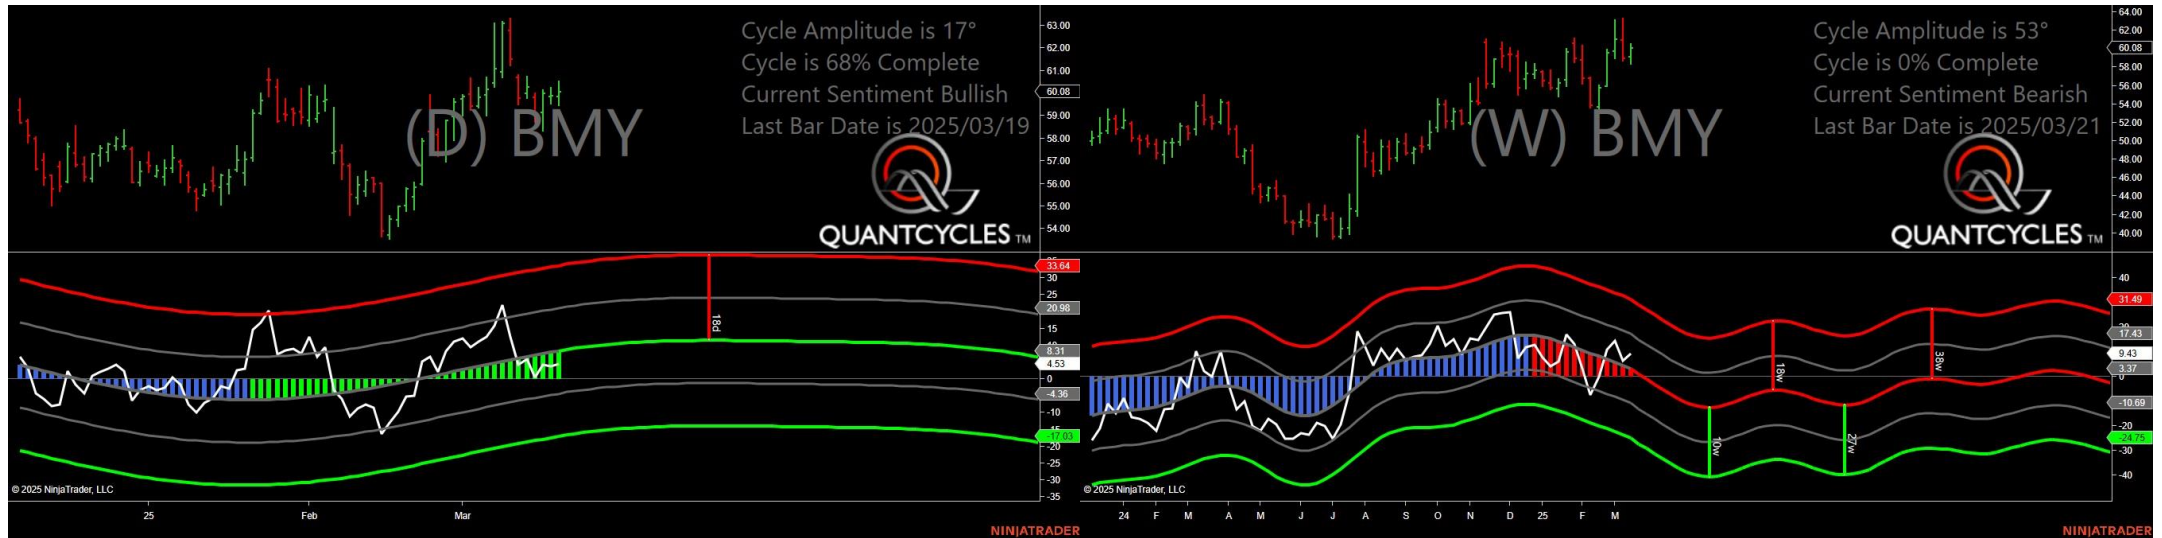 Cycle Amplitude is 17°
Cycle is 68% Complete
Current Sentiment Bullish
Last Bar Date is 2025/03/19
(D) BMY
QUANTCYCLES TM
63.00
62.00
61.00
60.08
59.00
58.00
57.00
56.00
55.00
54.00
33.64
30
25
20.98
15
8.31
4.53
0
-4.36
-10
-17.03
-20
-25
-30
-35
18d
© 2025 NinjaTrader, LLC
25 Feb Mar
NINJATRADER
Cycle Amplitude is 53°
Cycle is 0% Complete
Current Sentiment Bearish
Last Bar Date is 2025/03/21
(W) BMY
QUANTCYCLES TM
64.00
62.00
60.08
58.00
56.00
54.00
52.00
50.00
48.00
46.00
44.00
42.00
40.00
40
31.49
17.43
9.43
3.37
0
-10.69
-20
-24.75
-30
-40
10w
18w
27w
38w
© 2025 NinjaTrader, LLC
24 F M A M J J A S O N D 25 F M
NINJATRADER